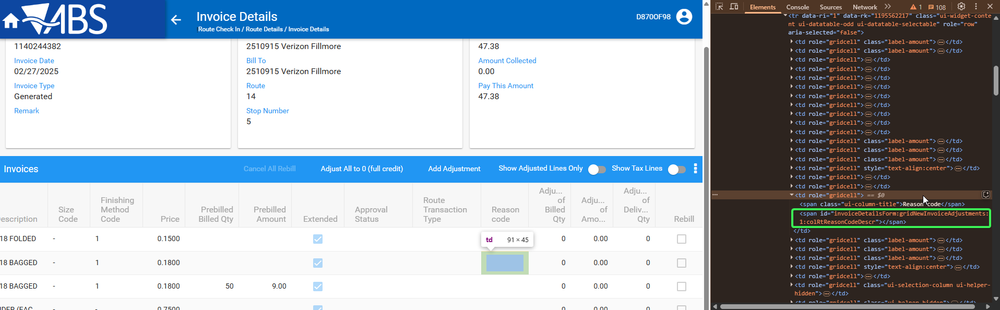 ABS
Invoice Details
Route Check In / Route Details / Invoice Details
D870OF98
1140244382
Invoice Date
02/27/2025
Invoice Type
Generated
Remark
2510915 Verizon Fillmore
Bill To
2510915 Verizon Fillmore
Route
14
Stop Number
5
47.38
Amount Collected
0.00
Pay This Amount
47.38
Invoices
Cancel All Rebill
Adjust All to 0 (full credit)
Add Adjustment
Show Adjusted Lines Only
Show Tax Lines
escription
Size
Code
Finishing
Method
Code
Price
Prebilled
Billed Qty
Prebilled
Amount
Extended
Approval
Status
Route
Transaction
Type
Reason
code
Adju...
of
Billed
Qty
Adju...
of
Amo...
Adju...
of
Deliv...
Qty
Rebill
18 FOLDED - 1 0.1500 0 0.00 0
td 91 × 45
18 BAGGED - 1 0.1800 0 0.00 0
18 BAGGED - 1 0.1800 50 9.00 0 0.00 0
Elements Console Sources Network 1 108
<tr data-ri="1" data-rk="1195562217" class="ui-widget-conte
nt ui-datatable-odd ui-datatable-selectable" role="row"
aria-selected="false">
<td role="gridcell" class="label-amount">…</td>
<td role="gridcell" class="label-amount">…</td>
<td role="gridcell">…</td>
<td role="gridcell">…</td>
<td role="gridcell">…</td>
<td role="gridcell">…</td>
<td role="gridcell">…</td>
<td role="gridcell">…</td>
<td role="gridcell">…</td>
<td role="gridcell">…</td>
<td role="gridcell">…</td>
<td role="gridcell" class="label-amount">…</td>
<td role="gridcell" class="label-amount">…</td>
<td role="gridcell" class="label-amount">…</td>
<td role="gridcell" style="text-align:center">…</td>
<td role="gridcell">…</td>
<td role="gridcell">…</td>
<td role="gridcell"> == $0
<span class="ui-column-title">Reason code</span>
<span id="invoiceDetailsForm:gridNewInvoiceAdjustments:
1:colRtReasonCodeDescr"></span>
</td>
<td role="gridcell" class="label-amount">…</td>
<td role="gridcell" class="label-amount">…</td>
<td role="gridcell" class="label-amount">…</td>
<td role="gridcell" style="text-align:center">…</td>
<td role="gridcell">…</td>
<td role="gridcell" class="ui-selection-column ui-helper-
hidden">…</td>